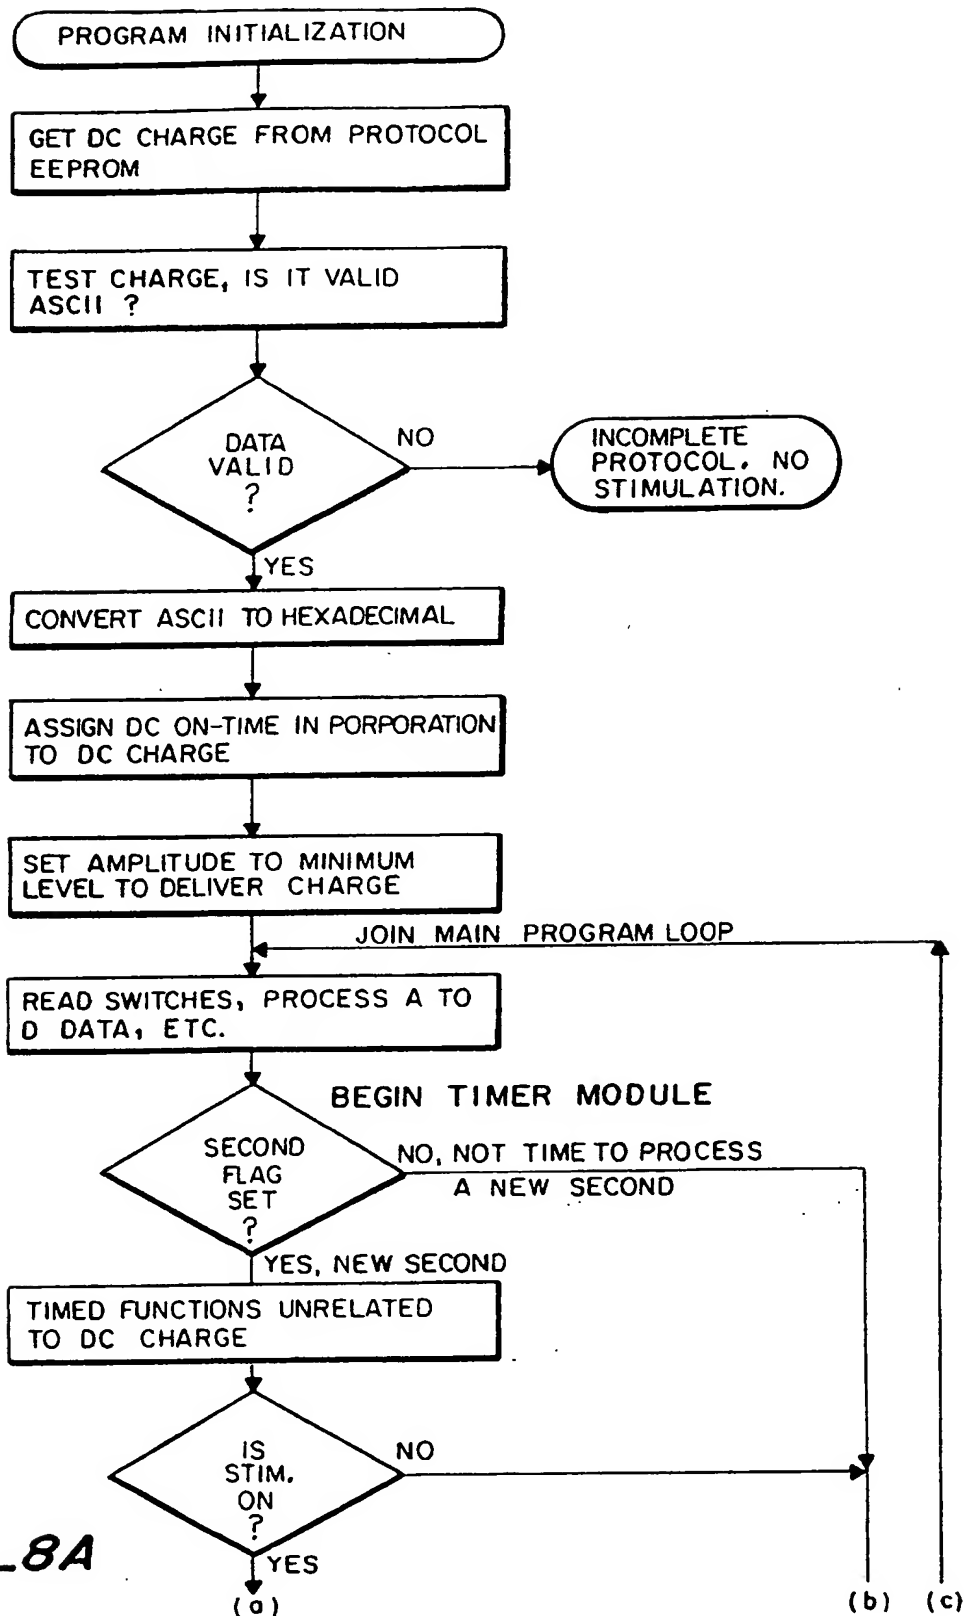 PROGRAM INITIALIZATION
GET DC CHARGE FROM PROTOCOL
EEPROM
TEST CHARGE, IS IT VALID
ASCII ?
DATA
VALID
?
NO
INCOMPLETE
PROTOCOL. NO
STIMULATION.
YES
CONVERT ASCII TO HEXADECIMAL
ASSIGN DC ON-TIME IN PORPORATION
TO DC CHARGE
SET AMPLITUDE TO MINIMUM
LEVEL TO DELIVER CHARGE
JOIN MAIN PROGRAM LOOP
READ SWITCHES, PROCESS A TO
D DATA, ETC.
BEGIN TIMER MODULE
SECOND
FLAG
SET
?
NO, NOT TIME TO PROCESS
A NEW SECOND
YES, NEW SECOND
TIMED FUNCTIONS UNRELATED
TO DC CHARGE
IS
STIM.
ON
?
NO
YES
8A
(a)
(b)
(c)